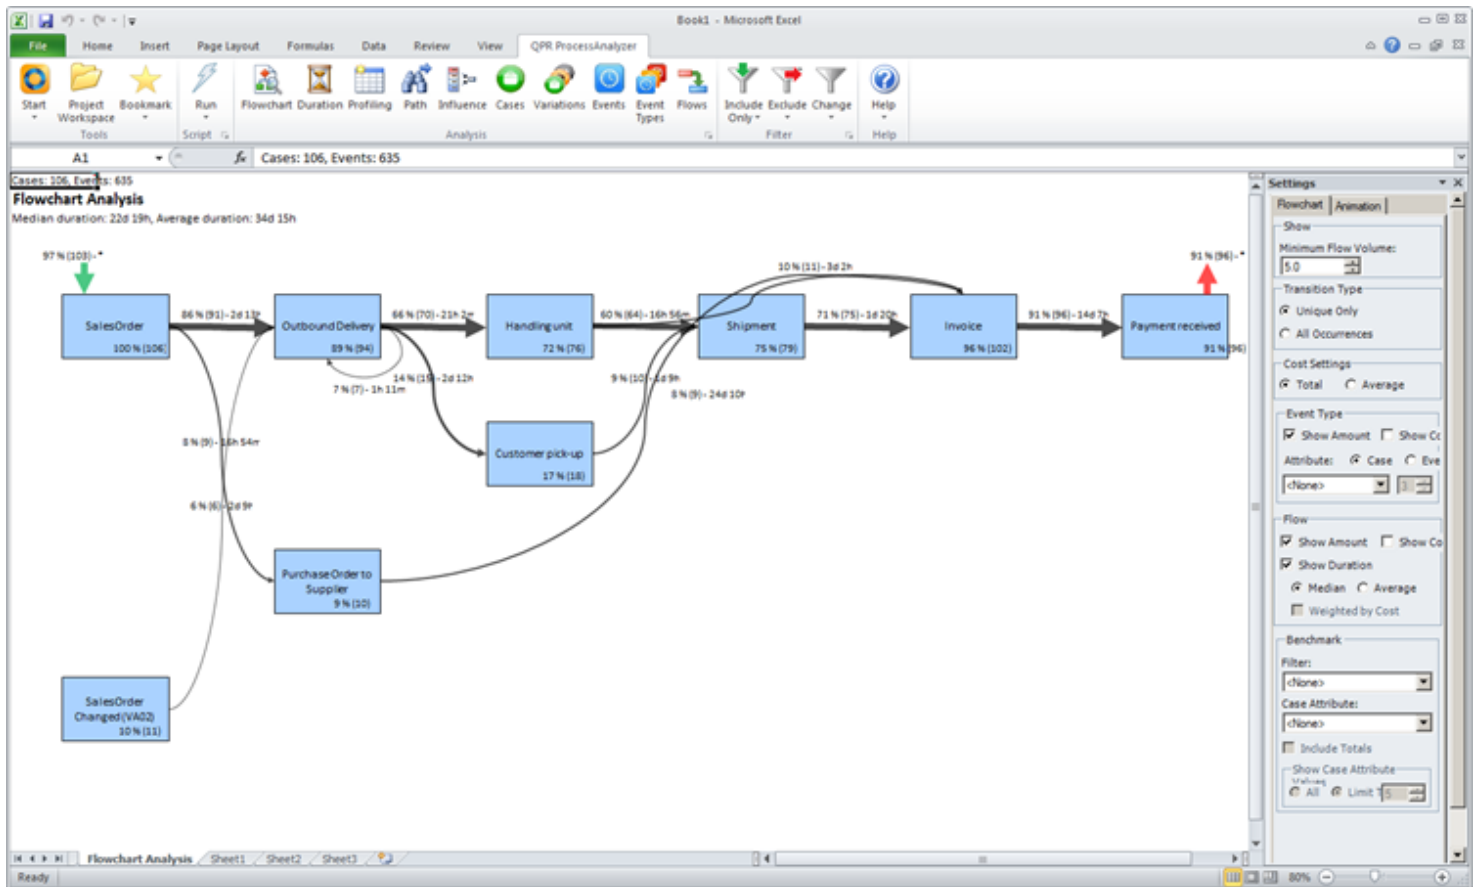 Book1 - Microsoft Excel
File Home Insert Page Layout Formulas Data Review View QPR ProcessAnalyzer
Start Project Workspace Bookmark Run Flowchart Duration Profiling Path Influence Cases Variations Events Event Types Flows Include Only Exclude Change Help
Tools Script Analysis Filter Help
A1 fx Cases: 106, Events: 635
Cases: 106, Events: 635
Flowchart Analysis
Median duration: 22d 19h, Average duration: 34d 15h
97 % (103) - *
91 % (96) - *
10 % (11) - 3d 2h
SalesOrder
100 % (106)
86 % (91) - 2d
Outbound Delivery
89 % (94)
66 % (70) - 21h 2m
Handling unit
72 % (76)
60 % (64) - 16h 56m
Shipment
75 % (79)
71 % (75) - 1d 20h
Invoice
96 % (102)
91 % (96) - 14d 7h
Payment received
91 % (96)
7 % (7) - 1h 11m
14 % (15) - 2d 12h
9 % (10) - 1d 9h
8 % (9) - 24d 10h
8 % (9) - 16h 54m
Customer pick-up
17 % (18)
6 % (6) - 2d 9h
Purchase Order to
Supplier
9 % (10)
SalesOrder
Changed(VA02)
10 % (11)
Settings
Flowchart Animation
Show
Minimum Flow Volume:
5.0
Transition Type
Unique Only
All Occurrences
Cost Settings
Total Average
Event Type
Show Amount Show Cc
Attribute: Case Eve
<None> 3
Flow
Show Amount Show Co
Show Duration
Median Average
Weighted by Cost
Benchmark
Filter:
<None>
Case Attribute:
<None>
Include Totals
Show Case Attribute
Values
All Limit T 5
Flowchart Analysis Sheet1 Sheet2 Sheet3
Ready 80%